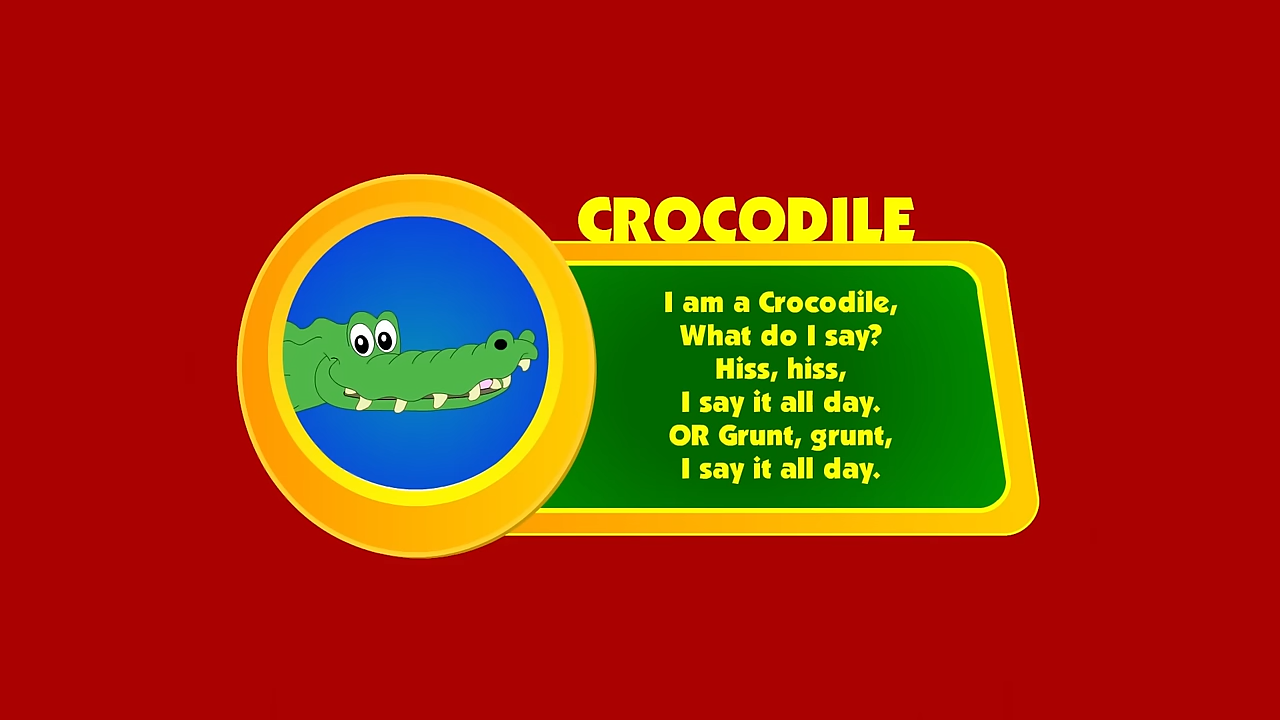 CROCODILE
I am a Crocodile,
What do I say?
Hiss, hiss,
I say it all day.
OR Grunt, grunt,
I say it all day.